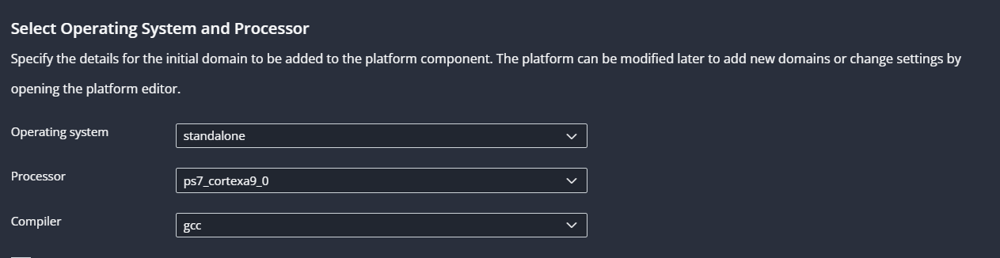 Select Operating System and Processor
Specify the details for the initial domain to be added to the platform component. The platform can be modified later to add new domains or change settings by
opening the platform editor.
Operating system
standalone
Processor
ps7_cortexa9_0
Compiler
gcc